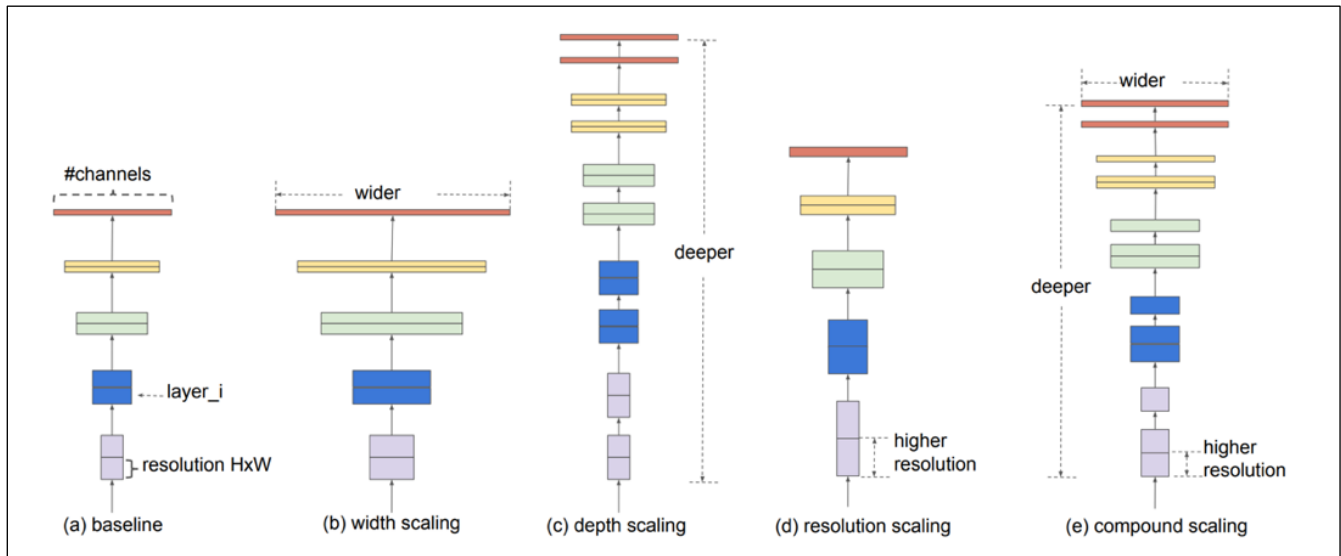 #channels
layer_i
resolution HxW
(a) baseline
wider
(b) width scaling
deeper
(c) depth scaling
higher
resolution
(d) resolution scaling
wider
deeper
higher
resolution
(e) compound scaling